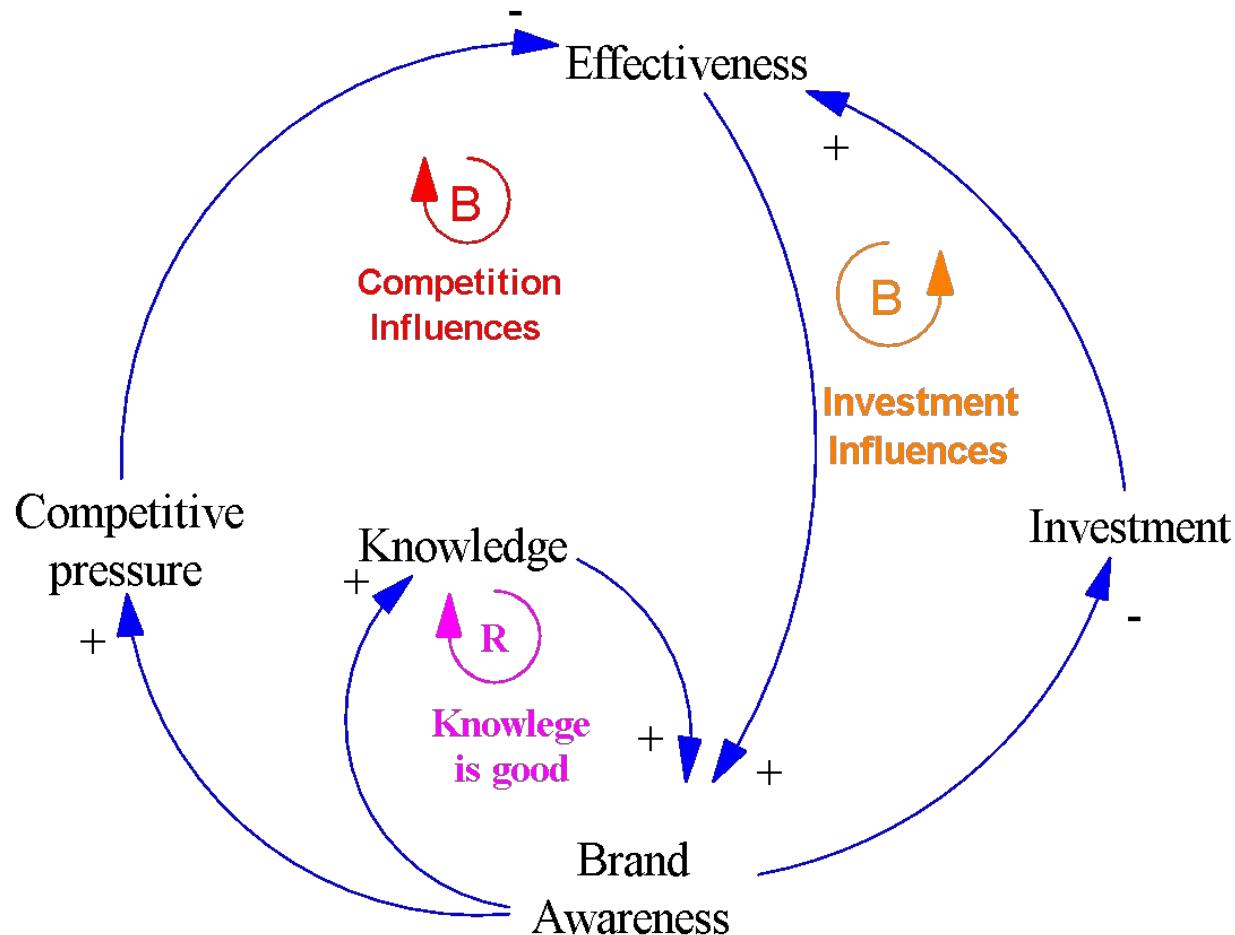 -
Effectiveness
+
B
Competition
Influences
B
Investment
Influences
Competitive
pressure
+
Knowledge
+
R
Knowlege
is good
+
+
Investment
-
Brand
Awareness